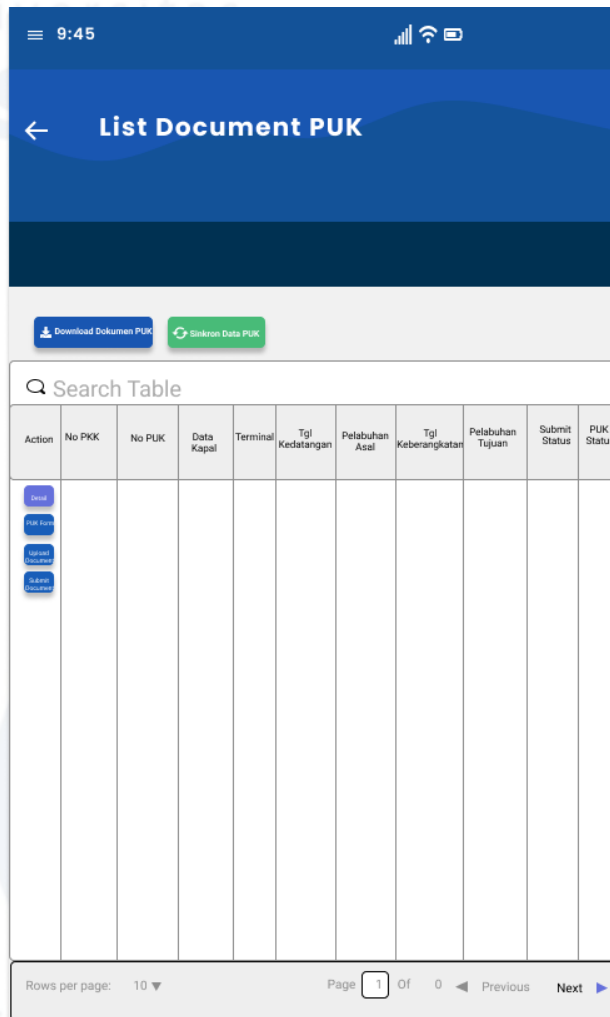 9:45
List Document PUK
Download Dokumen PUK
Sinkron Data PUK
Search Table
Action No PKK No PUK Data Kapal Terminal Tgl Kedatangan Pelabuhan Asal Tgl Keberangkatan Pelabuhan Tujuan Submit Status PUK Statu
Detail
PUK Form
Upload Document
Submit Document
Rows per page: 10 Page 1 Of 0 Previous Next